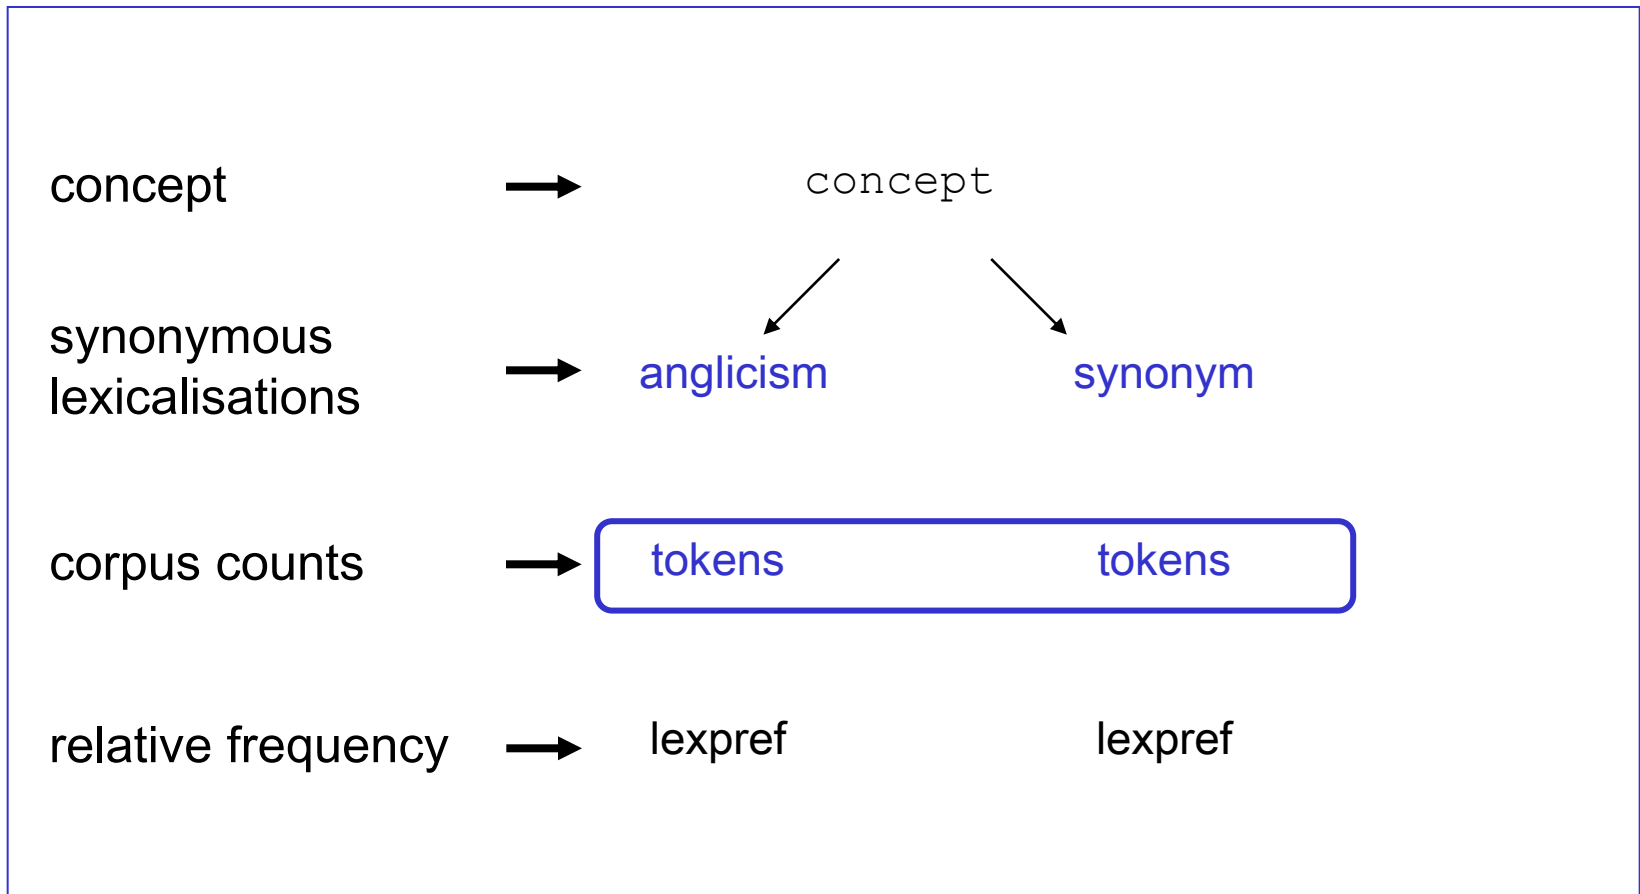 concept
concept
synonymous
lexicalisations
anglicism synonym
corpus counts
tokens tokens
relative frequency
lexpref lexpref